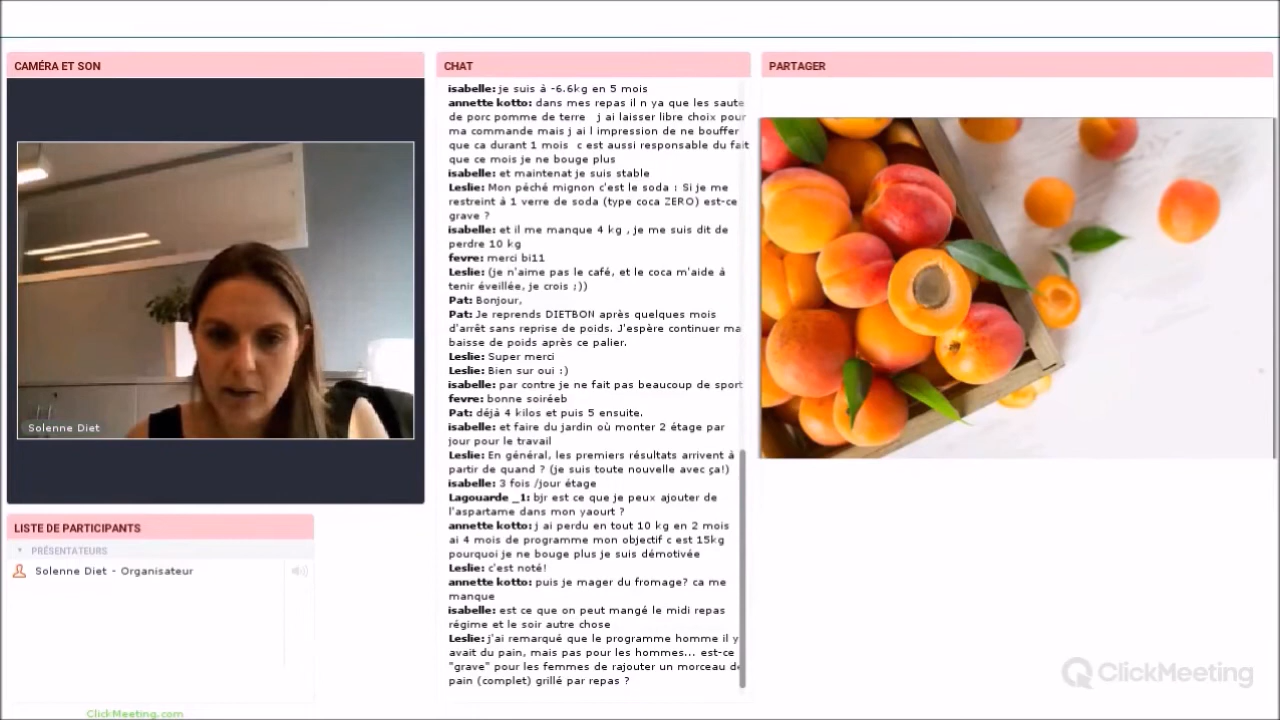 CAMÉRA ET SON
Solenne Diet
LISTE DE PARTICIPANTS
PRÉSENTATEURS
Solenne Diet - Organisateur
ClickMeeting.com
CHAT
isabelle: je suis à -6.6kg en 5 mois
annette kotto: dans mes repas il n ya que les saute
de porc pomme de terre j ai laisser libre choix pour
ma commande mais j ai l impression de ne bouffer
que ca durant 1 mois c est aussi responsable du fait
que ce mois je ne bouge plus
isabelle: et maintenat je suis stable
Leslie: Mon péché mignon c'est le soda : Si je me
restreint à 1 verre de soda (type coca ZERO) est-ce
grave ?
isabelle: et il me manque 4 kg , je me suis dit de
perdre 10 kg
fevre: merci bi11
Leslie: (je n'aime pas le café, et le coca m'aide à
tenir éveillée, je crois ;))
Pat: Bonjour,
Pat: Je reprends DIETBON après quelques mois
d'arrêt sans reprise de poids. J'espère continuer ma
baisse de poids après ce palier.
Leslie: Super merci
Leslie: Bien sur oui :)
isabelle: par contre je ne fait pas beaucoup de sport
fevre: bonne soiréeb
Pat: déjà 4 kilos et puis 5 ensuite.
isabelle: et faire du jardin où monter 2 étage par
jour pour le travail
Leslie: En général, les premiers résultats arrivent à
partir de quand ? (je suis toute nouvelle avec ça!)
isabelle: 3 fois /jour étage
Lagouarde _1: bjr est ce que je peux ajouter de
l'aspartame dans mon yaourt ?
annette kotto: j ai perdu en tout 10 kg en 2 mois
ai 4 mois de programme mon objectif c est 15kg
pourquoi je ne bouge plus je suis démotivée
Leslie: c'est noté!
annette kotto: puis je mager du fromage? ca me
manque
isabelle: est ce que on peut mangé le midi repas
régime et le soir autre chose
Leslie: j'ai remarqué que le programme homme il y
avait du pain, mais pas pour les hommes... est-ce
"grave" pour les femmes de rajouter un morceau de
pain (complet) grillé par repas ?
PARTAGER
ClickMeeting